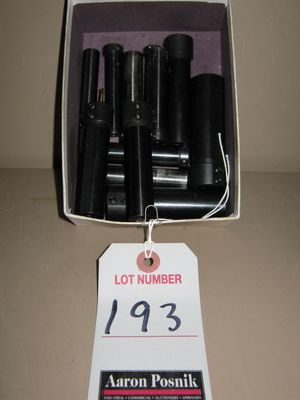 LOT NUMBER
193
Aaron Posnik
INDUSTRIAL • COMMERCIAL • AUCTIONEERS • APPRAISERS